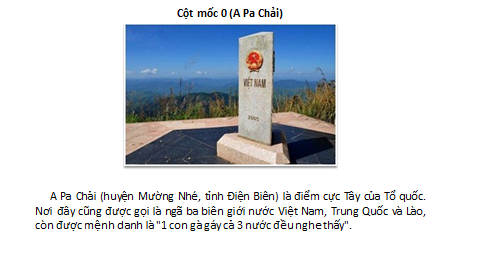 Cột mốc 0 (A Pa Chải)
VIỆT NAM
2005
A Pa Chải (huyện Mường Nhé, tỉnh Điện Biên) là điểm cực Tây của Tổ quốc.
Nơi đây cũng được gọi là ngã ba biên giới nước Việt Nam, Trung Quốc và Lào,
còn được mệnh danh là "1 con gà gáy cả 3 nước đều nghe thấy".